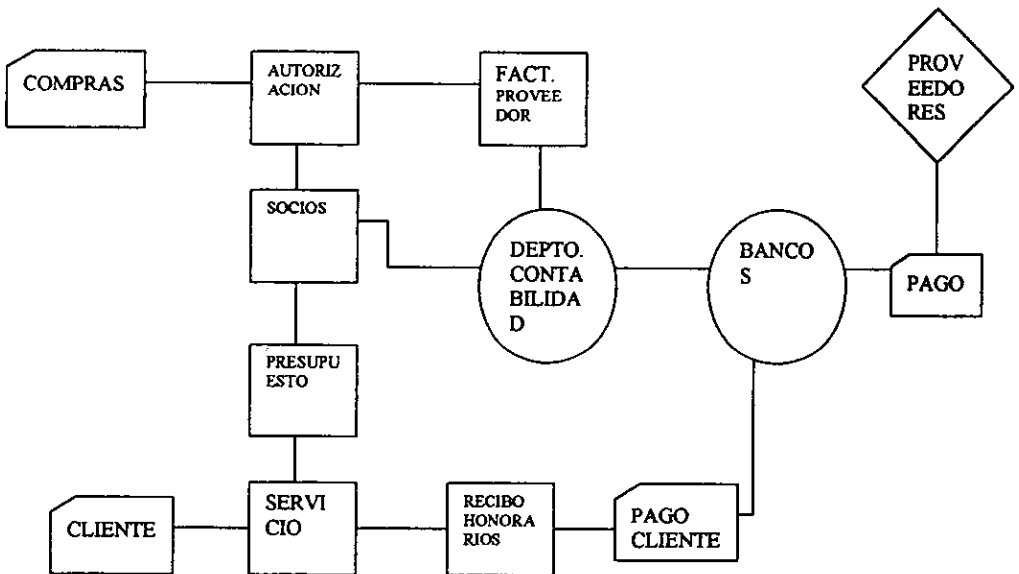 COMPRAS
AUTORIZ
ACION
FACT.
PROVEE
DOR
PROV
EEDO
RES
SOCIOS
DEPTO.
CONTA
BILIDA
D
BANCO
S
PAGO
PRESUPU
ESTO
CLIENTE
SERVI
CIO
RECIBO
HONORA
RIOS
PAGO
CLIENTE